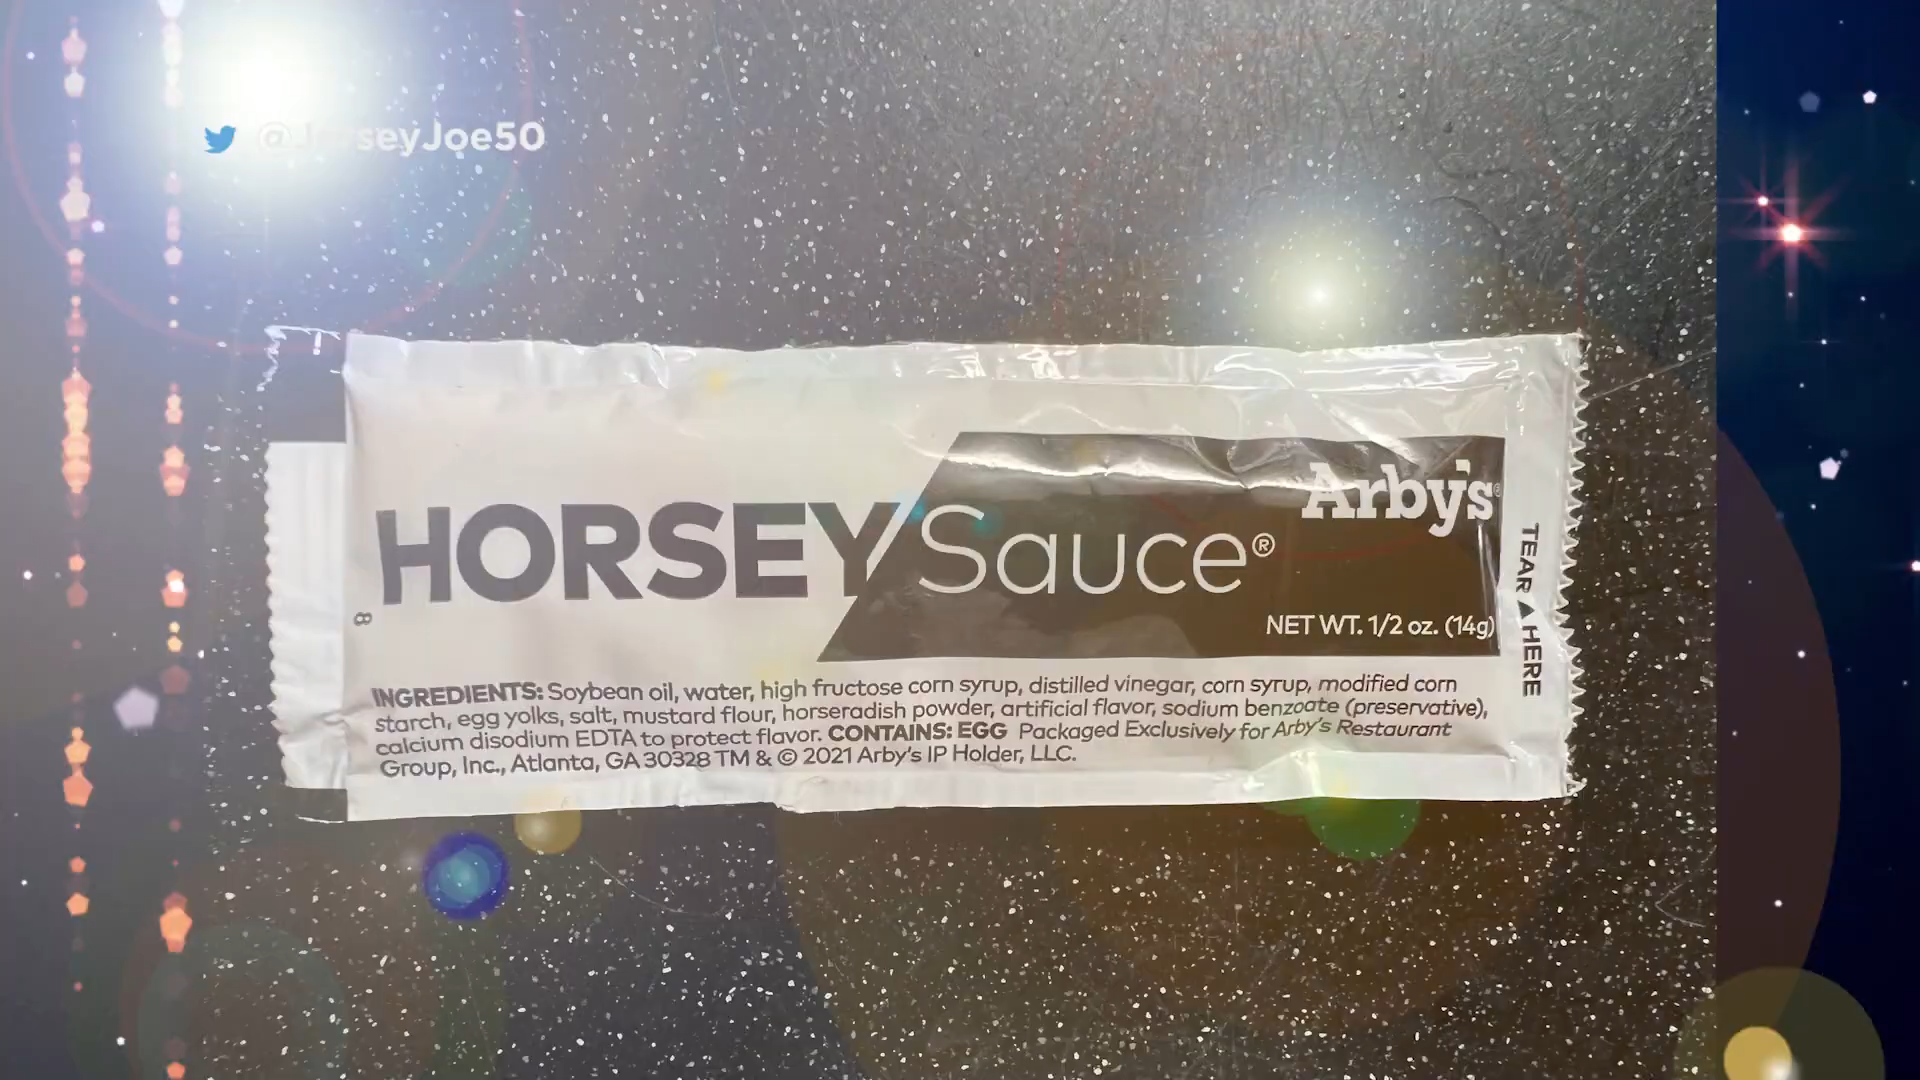 @JerseyJoe50
Arby's®
HORSEY Sauce®
NET WT. 1/2 oz. (14g)
TEAR HERE
8
INGREDIENTS: Soybean oil, water, high fructose corn syrup, distilled vinegar, corn syrup, modified corn
starch, egg yolks, salt, mustard flour, horseradish powder, artificial flavor, sodium benzoate (preservative),
calcium disodium EDTA to protect flavor. CONTAINS: EGG Packaged Exclusively for Arby's Restaurant
Group, Inc., Atlanta, GA 30328 TM & © 2021 Arby's IP Holder, LLC.